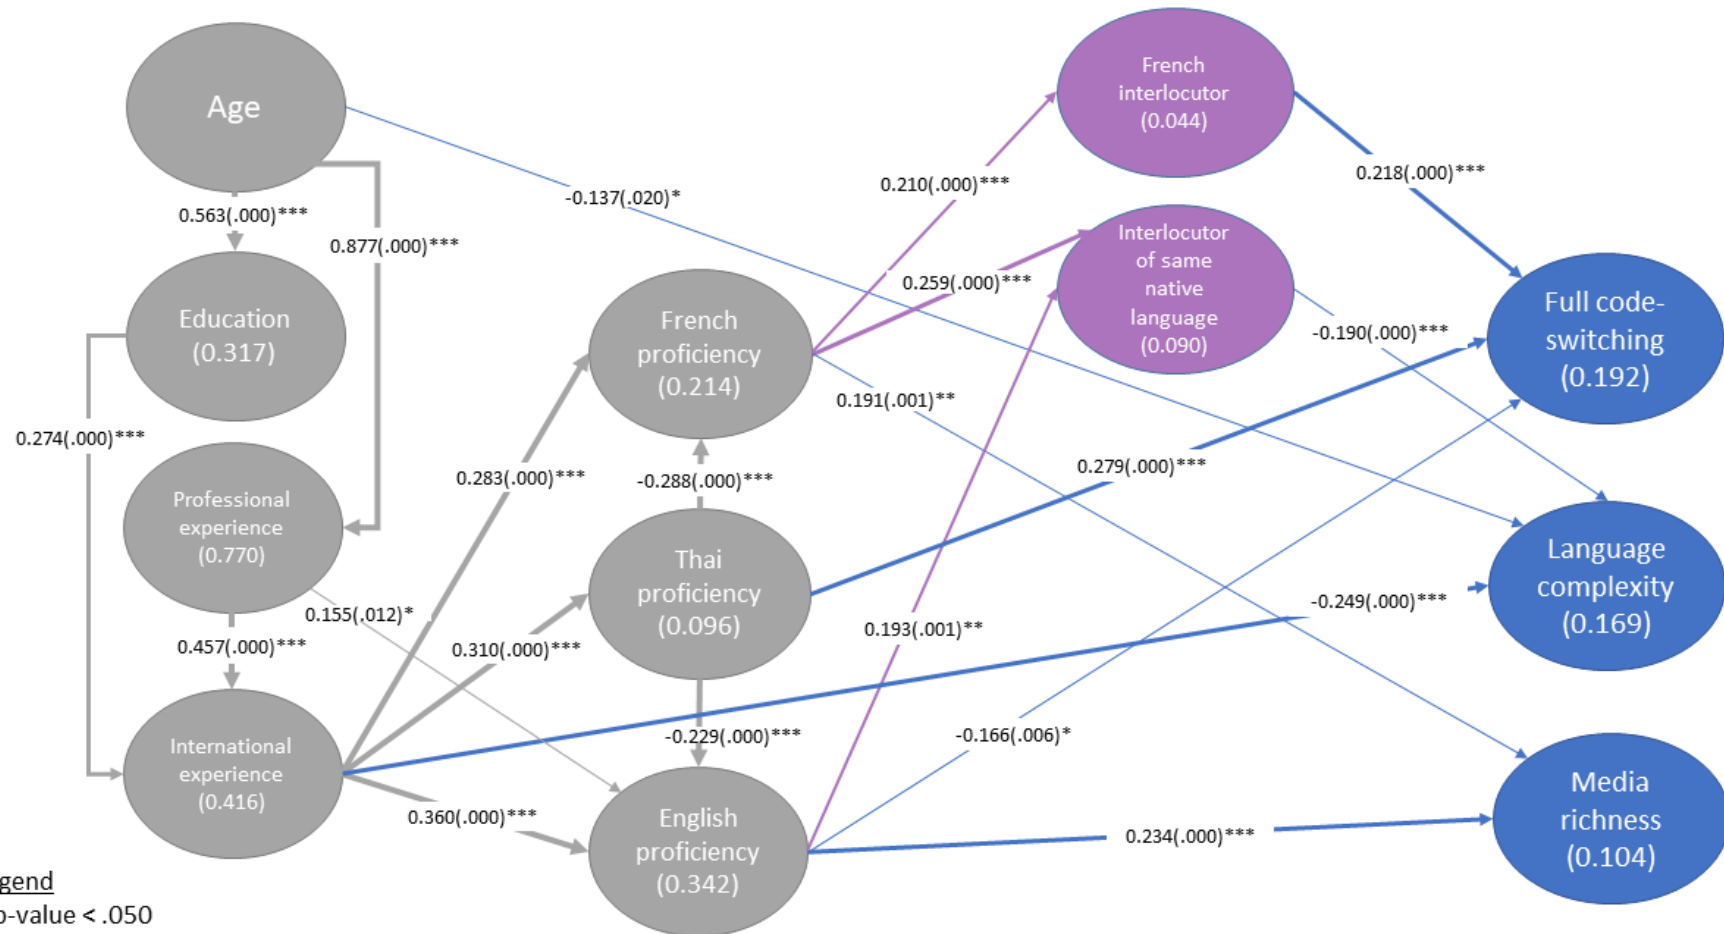 Age
0.563(.000)***
0.877(.000)***
Education
(0.317)
0.274(.000)***
Professional
experience
(0.770)
0.155(.012)*
0.457(.000)***
International
experience
(0.416)
-0.137(.020)*
French
proficiency
(0.214)
0.283(.000)***
-0.288(.000)***
Thai
proficiency
(0.096)
0.310(.000)***
-0.229(.000)***
0.360(.000)***
English
proficiency
(0.342)
0.210(.000)***
0.259(.000)***
0.191(.001)**
0.279(.000)***
0.193(.001)**
-0.166(.006)*
0.234(.000)***
French
interlocutor
(0.044)
Interlocutor
of same
native
language
(0.090)
0.218(.000)***
-0.190(.000)***
-0.249(.000)***
Full code-
switching
(0.192)
Language
complexity
(0.169)
Media
richness
(0.104)
gend
p-value < .050